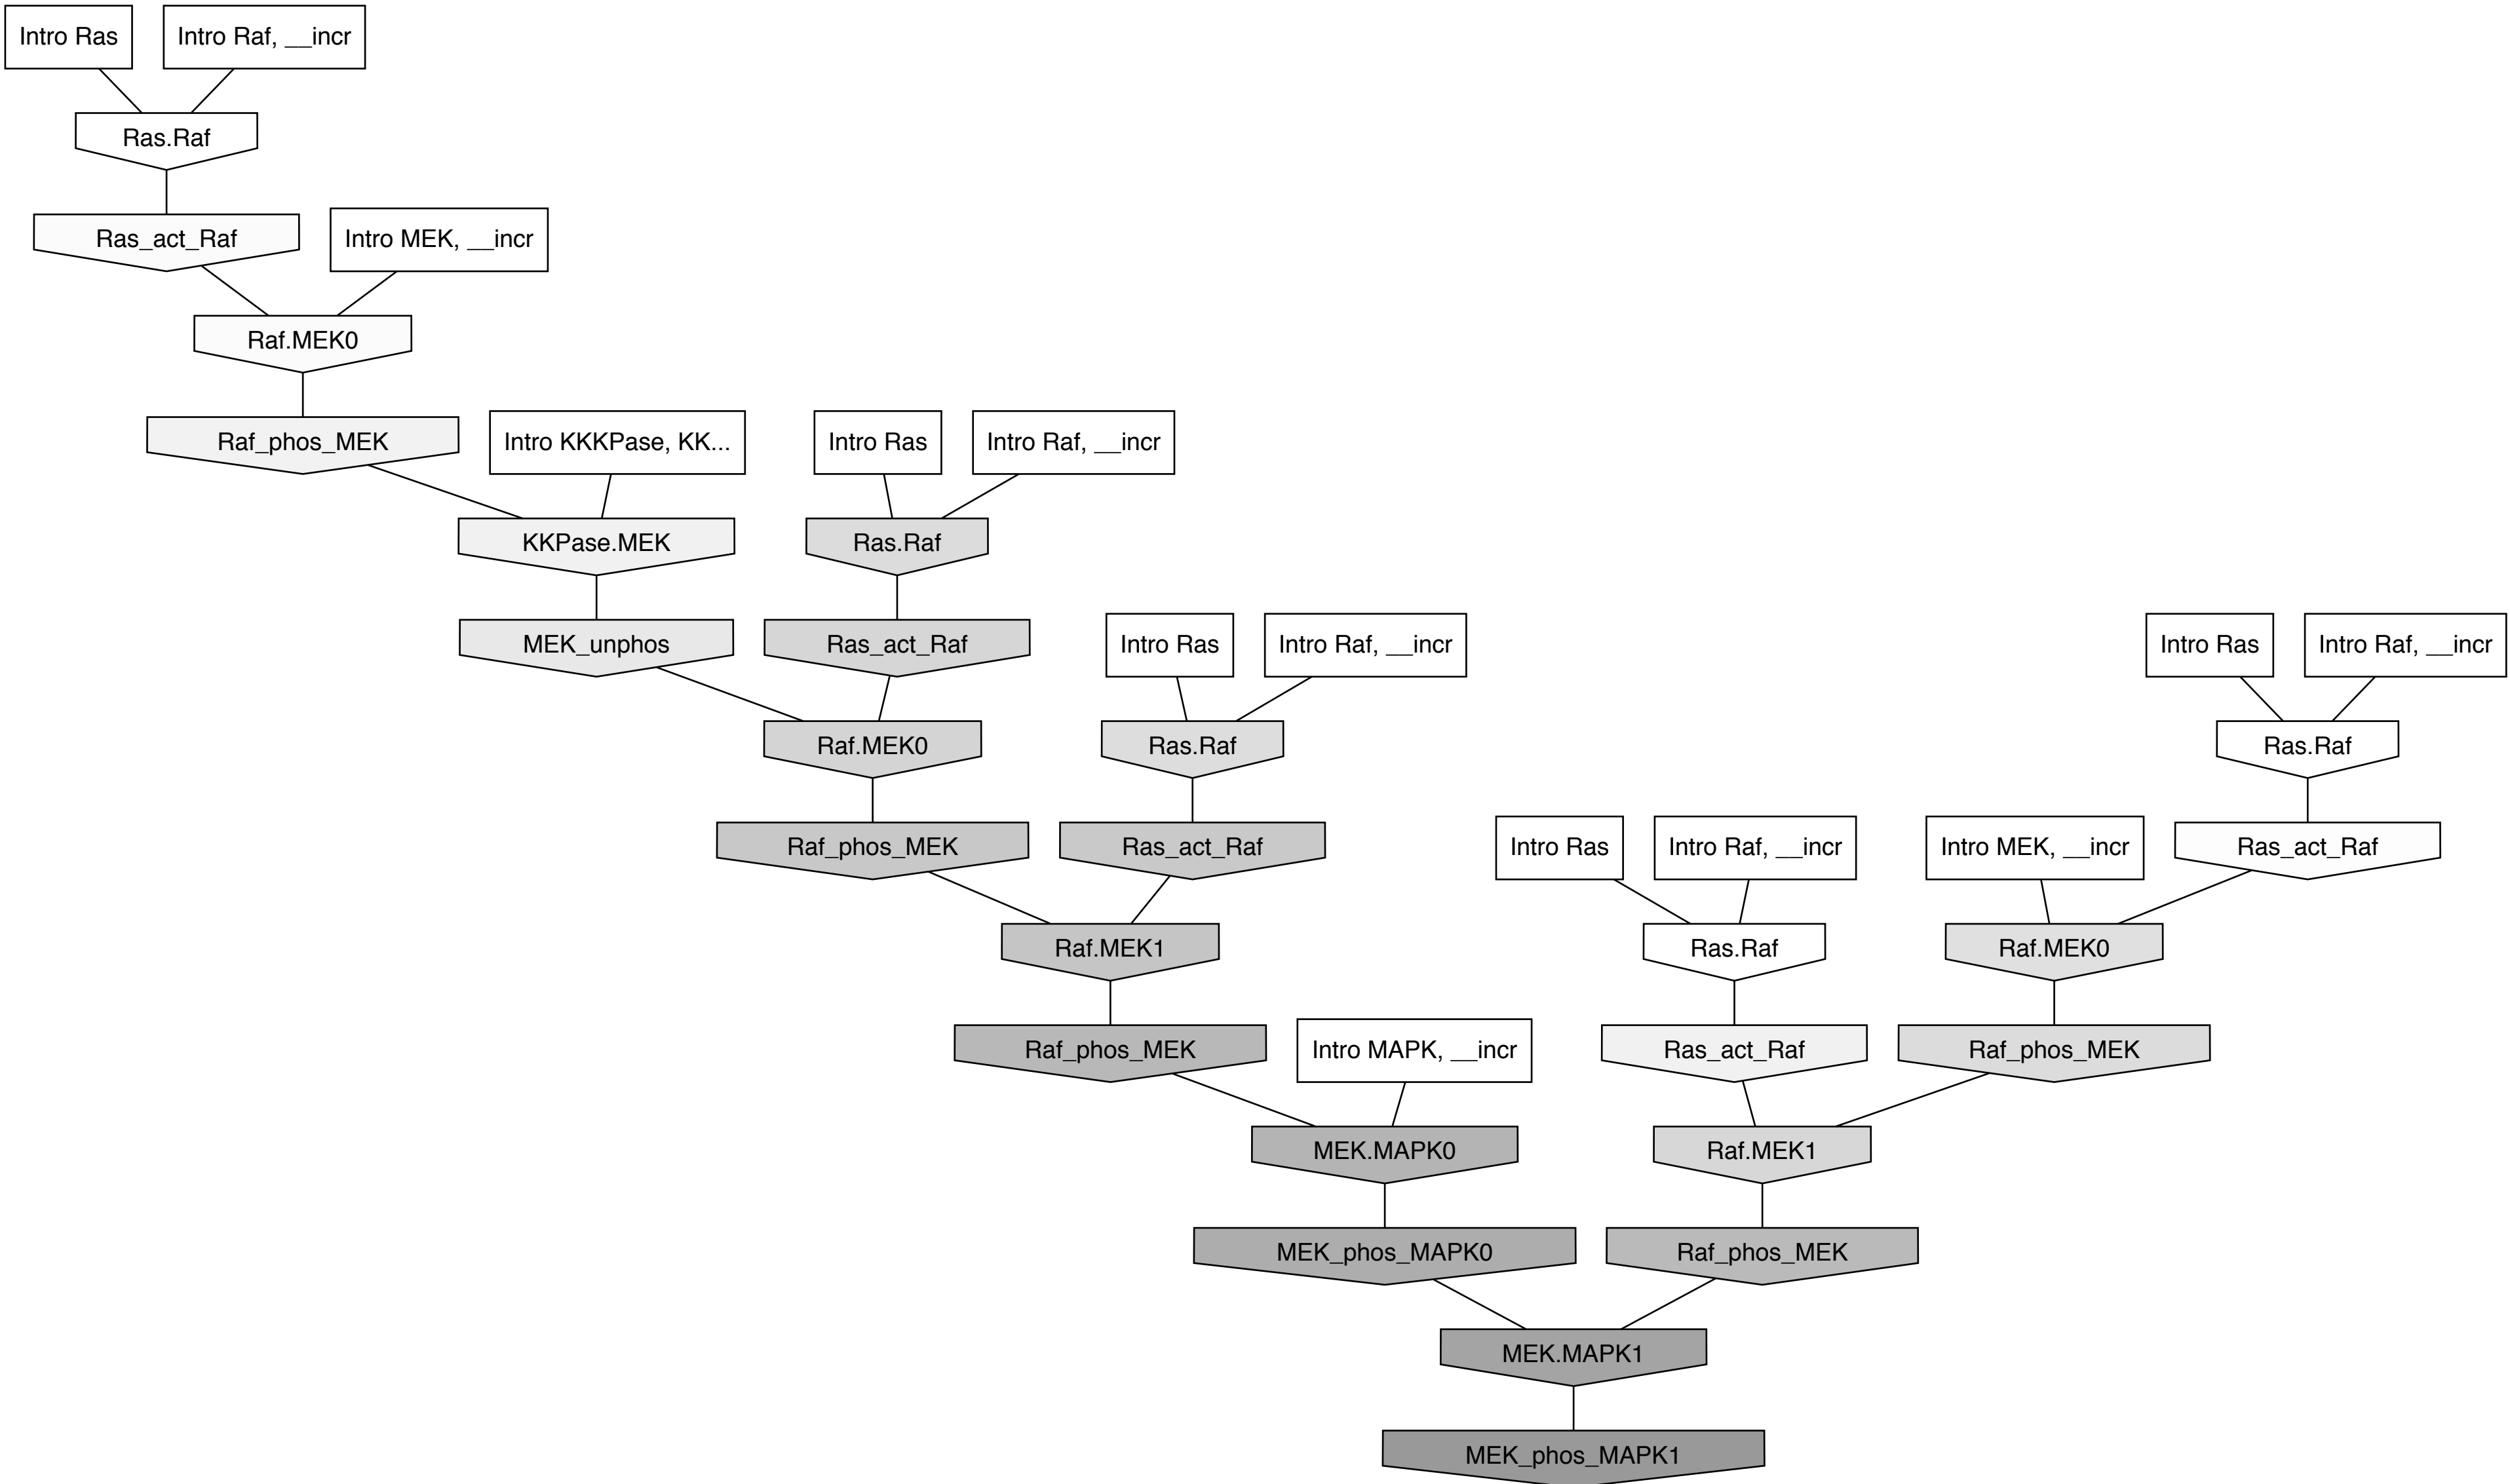 Intro Ras
Intro Raf, __incr
Ras.Raf
Ras_act_Raf
Intro MEK, __incr
Raf.MEK0
Raf_phos_MEK
Intro KKKPase, KK...
Intro Ras
Intro Raf, __incr
KKPase.MEK
Ras.Raf
MEK_unphos
Ras_act_Raf
Intro Ras
Intro Raf, __incr
Intro Ras
Intro Raf, __incr
Raf.MEK0
Ras.Raf
Ras.Raf
Raf_phos_MEK
Ras_act_Raf
Intro Ras
Intro Raf, __incr
Intro MEK, __incr
Ras_act_Raf
Raf.MEK1
Ras.Raf
Raf.MEK0
Raf_phos_MEK
Intro MAPK, __incr
Ras_act_Raf
Raf_phos_MEK
MEK.MAPK0
Raf.MEK1
MEK_phos_MAPK0
Raf_phos_MEK
MEK.MAPK1
MEK_phos_MAPK1